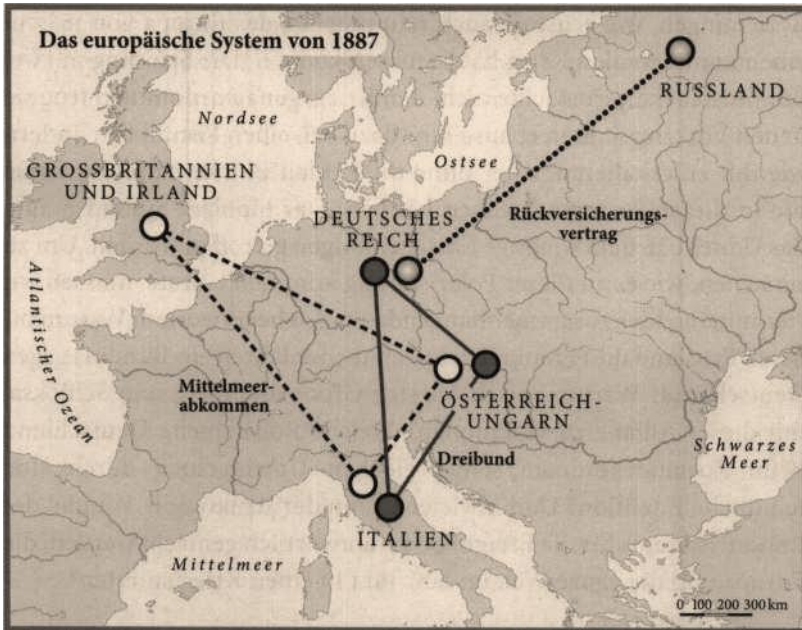 Das europäische System von 1887
RUSSLAND
Nordsee
Ostsee
GROSSBRITANNIEN
UND IRLAND
DEUTSCHES
REICH
Rückversicherungs-
vertrag
Atlantischer Ozean
Mittelmeer-
abkommen
ÖSTERREICH-
UNGARN
Schwarzes
Meer
Dreibund
ITALIEN
Mittelmeer
0 100 200 300 km